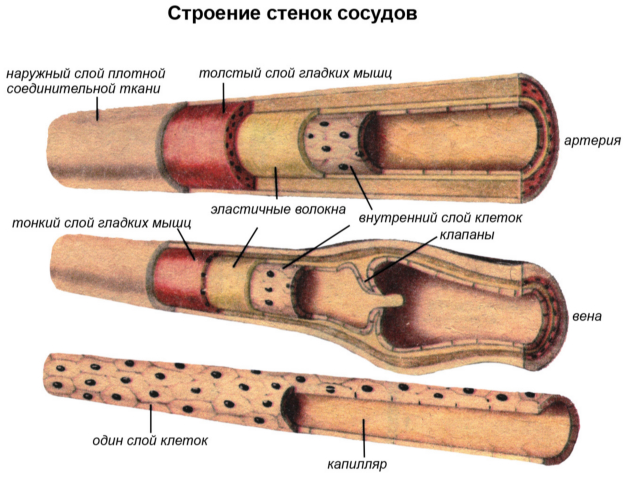 Строение стенок сосудов
наружный слой плотной
соединительной ткани
толстый слой гладких мышц
артерия
эластичные волокна
внутренний слой клеток
тонкий слой гладких мышц
клапаны
вена
один слой клеток
капилляр